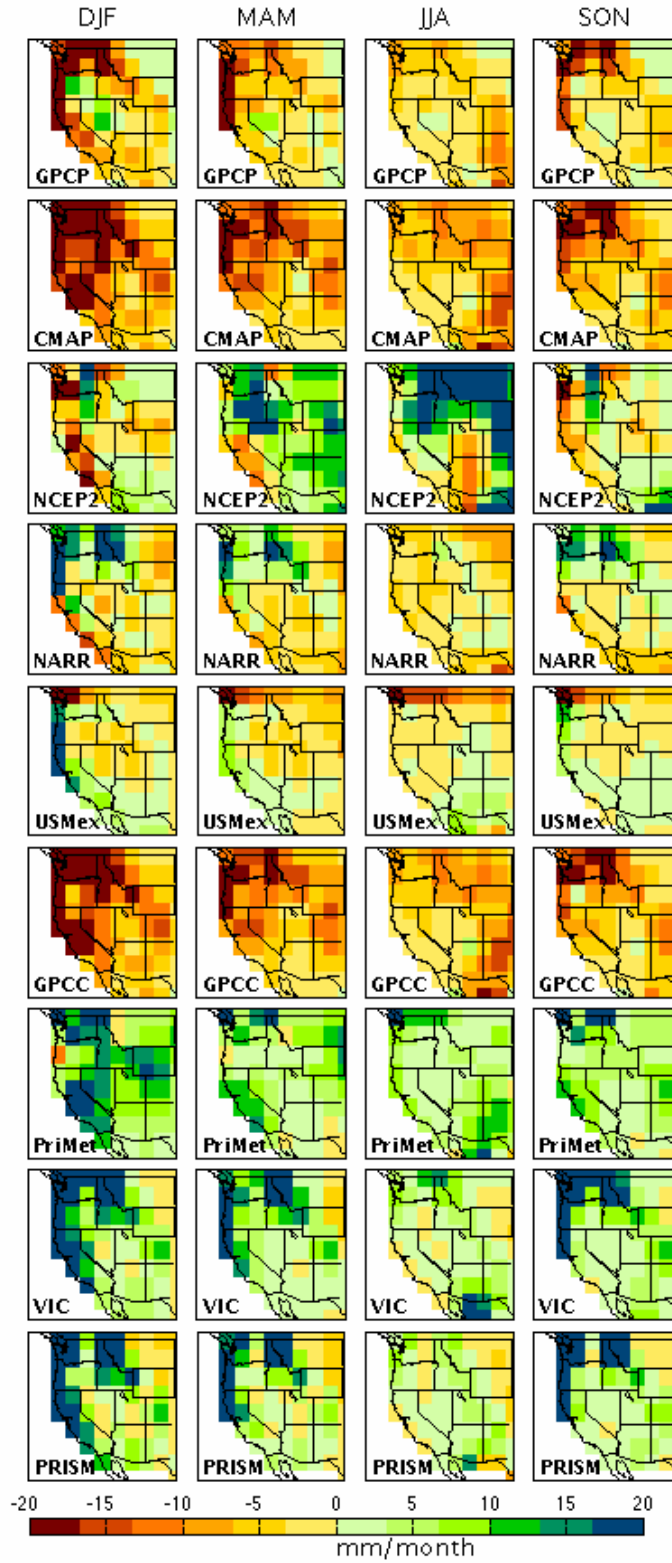 DJF MAM JJA SON
GPCP GPCP GPCP GPCP
CMAP CMAP CMAP CMAP
NCEP2 NCEP2 NCEP2 NCEP2
NARR NARR NARR NARR
USMex USMex USMex USMex
GPCC GPCC GPCC GPCC
PriMet PriMet PriMet PriMet
VIC VIC VIC VIC
PRISM PRISM PRISM PRISM
-20 -15 -10 -5 0 5 10 15 20
mm/month